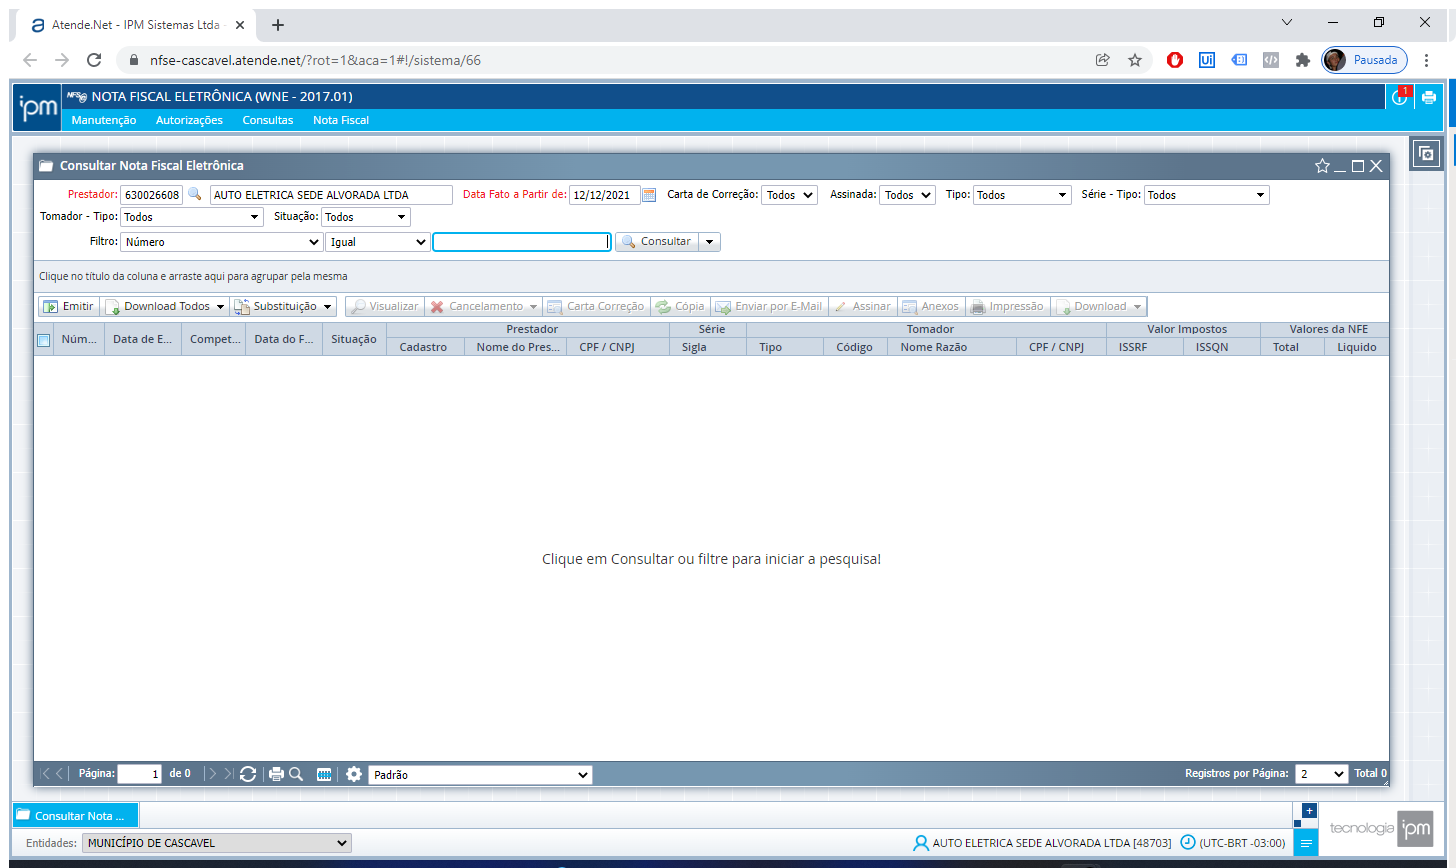 Atende.Net - IPM Sistemas Ltda
nfse-cascavel.atende.net/?rot=1&aca=1#!/sistema/66
Pausada
ipm
NFSe NOTA FISCAL ELETRÔNICA (WNE - 2017.01)
1
Manutenção Autorizações Consultas Nota Fiscal
Consultar Nota Fiscal Eletrônica
Prestador: 630026608 AUTO ELETRICA SEDE ALVORADA LTDA Data Fato a Partir de: 12/12/2021 Carta de Correção: Todos Assinada: Todos Tipo: Todos Série - Tipo: Todos
Tomador - Tipo: Todos Situação: Todos
Filtro: Número Igual Consultar
Clique no título da coluna e arraste aqui para agrupar pela mesma
Emitir Download Todos Substituição Visualizar Cancelamento Carta Correção Cópia Enviar por E-Mail Assinar Anexos Impressão Download
Núm... Data de E... Compet... Data do F... Situação Prestador Série Tomador Valor Impostos Valores da NFE
Cadastro Nome do Pres... CPF / CNPJ Sigla Tipo Código Nome Razão CPF / CNPJ ISSRF ISSQN Total Liquido
Clique em Consultar ou filtre para iniciar a pesquisa!
Página: 1 de 0 Padrão Registros por Página: 2 Total 0
Consultar Nota ...
Entidades: MUNICÍPIO DE CASCAVEL AUTO ELETRICA SEDE ALVORADA LTDA [48703] (UTC-BRT -03:00) tecnologia ipm